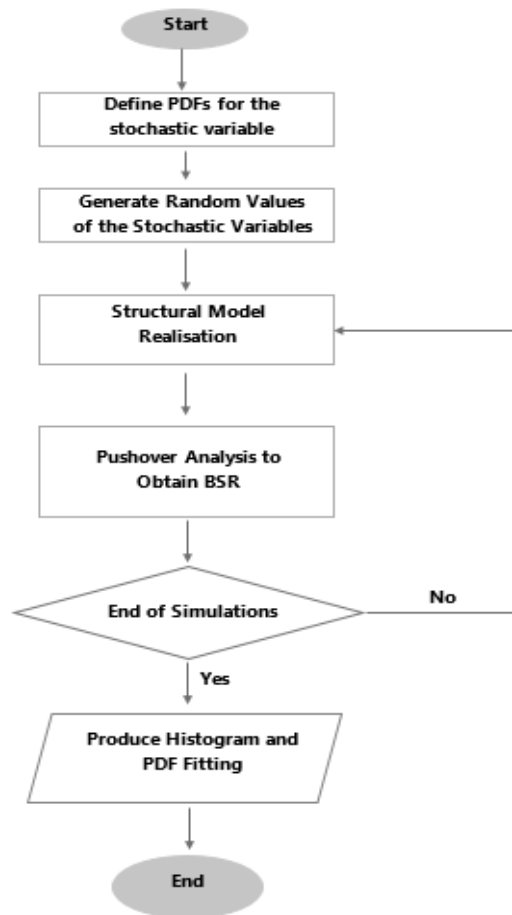 Start
Define PDFs for the
stochastic variable
Generate Random Values
of the Stochastic Variables
Structural Model
Realisation
Pushover Analysis to
Obtain BSR
End of Simulations
No
Yes
Produce Histogram and
PDF Fitting
End